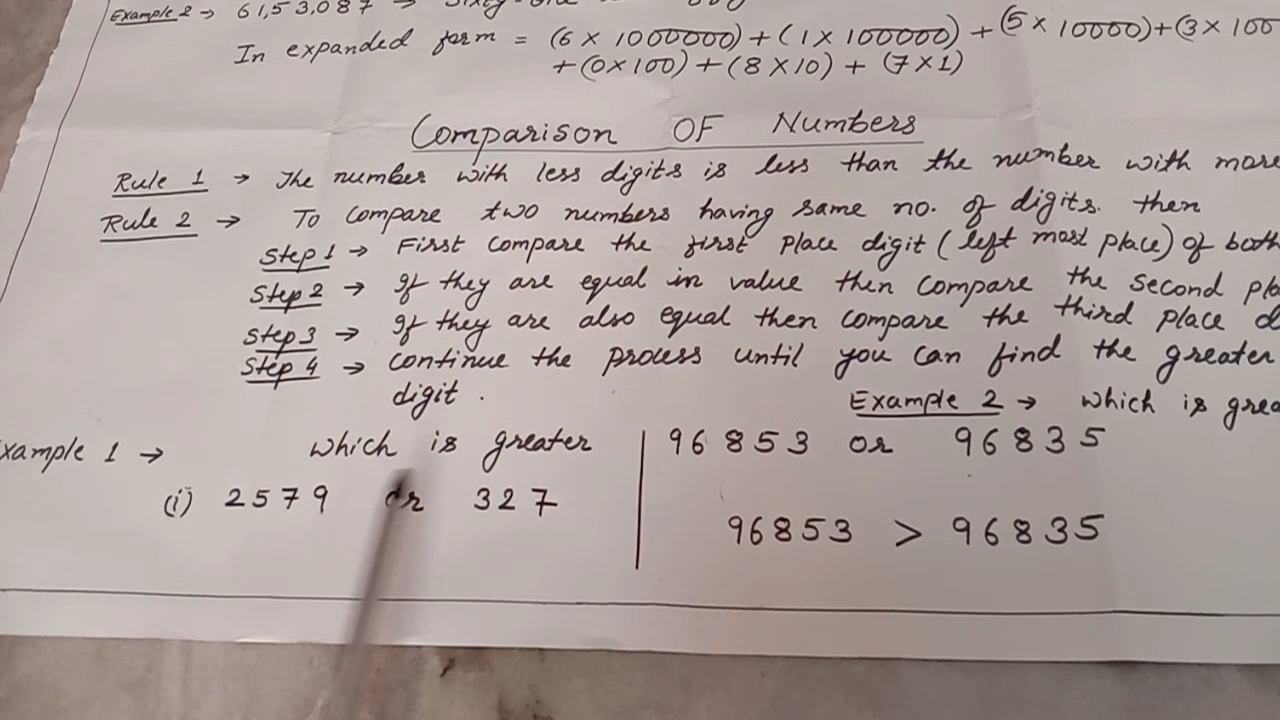 Example 2 → 61,53,087 →
In expanded form = (6 × 1000000) + (1 × 100000) + (5 × 10000) + (3 × 100
+ (0×100) + (8 × 10) + (7 × 1)
Comparison OF Numbers
Rule 1 → The number with less digits is less than the number with more
Rule 2 → To compare two numbers having same no. of digits. then
Step 1 → First compare the first place digit (left most place) of both
Step 2 → If they are equal in value then compare the second pla
Step 3 → If they are also equal then compare the third place d
Step 4 → continue the process until you can find the greater
digit.
xample 1 → which is greater
(i) 2579 or 327
Example 2 → which is grea
96853 or 96835
96853 > 96835